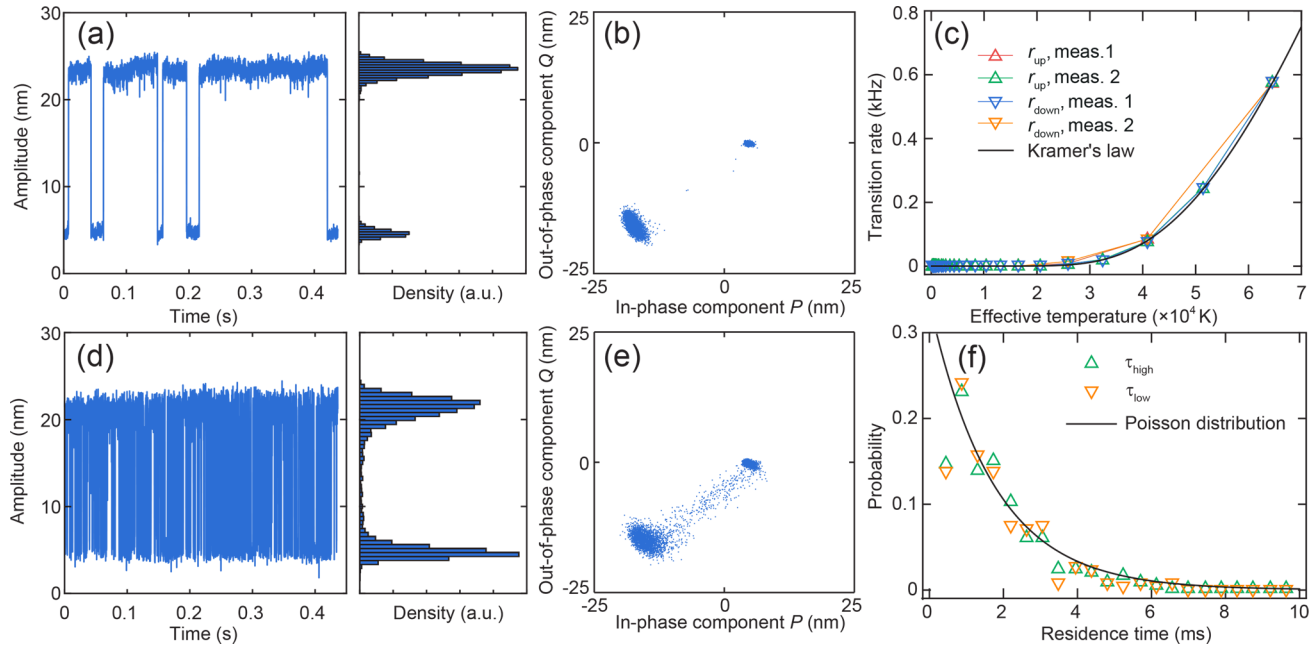 (a)
Amplitude (nm)
30
20
10
0
0 0.1 0.2 0.3 0.4
Time (s)
Density (a.u.)
(b)
Out-of-phase component Q (nm)
25
0
-25
-25 0 25
In-phase component P (nm)
(c)
Transition rate (kHz)
0.8
0.6
0.4
0.2
0
r_up, meas.1
r_up, meas. 2
r_down, meas. 1
r_down, meas. 2
Kramer's law
0 1 2 3 4 5 6 7
Effective temperature (×10⁴ K)
(d)
Amplitude (nm)
30
20
10
0
0 0.1 0.2 0.3 0.4
Time (s)
Density (a.u.)
(e)
Out-of-phase component Q (nm)
25
0
-25
-25 0 25
In-phase component P (nm)
(f)
Probability
0.3
0.2
0.1
0
τ_high
τ_low
Poisson distribution
0 2 4 6 8 10
Residence time (ms)